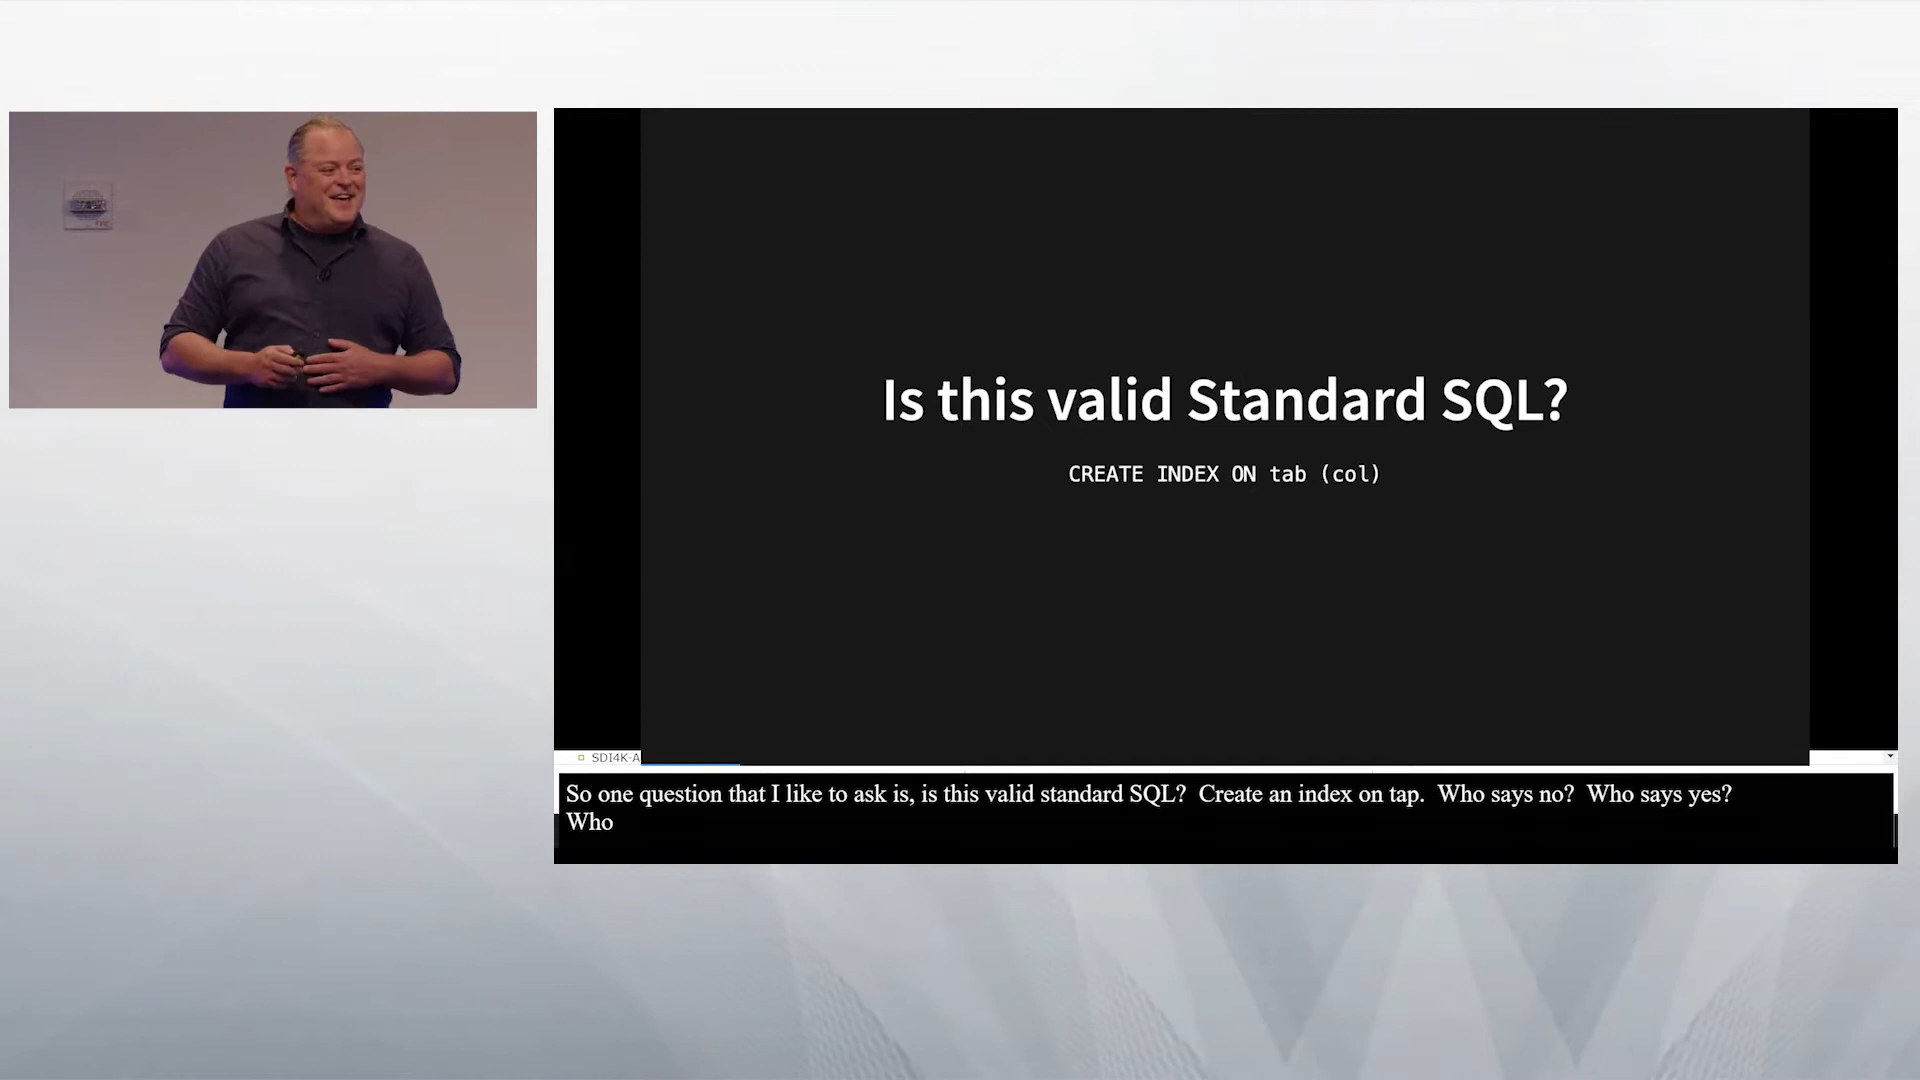 Is this valid Standard SQL?
CREATE INDEX ON tab (col)
SDI4K-A
So one question that I like to ask is, is this valid standard SQL?  Create an index on tap.  Who says no?  Who says yes?
Who